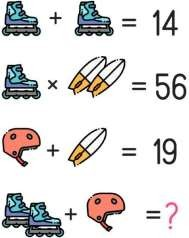 + = 14
× = 56
+ = 19
+ = ?